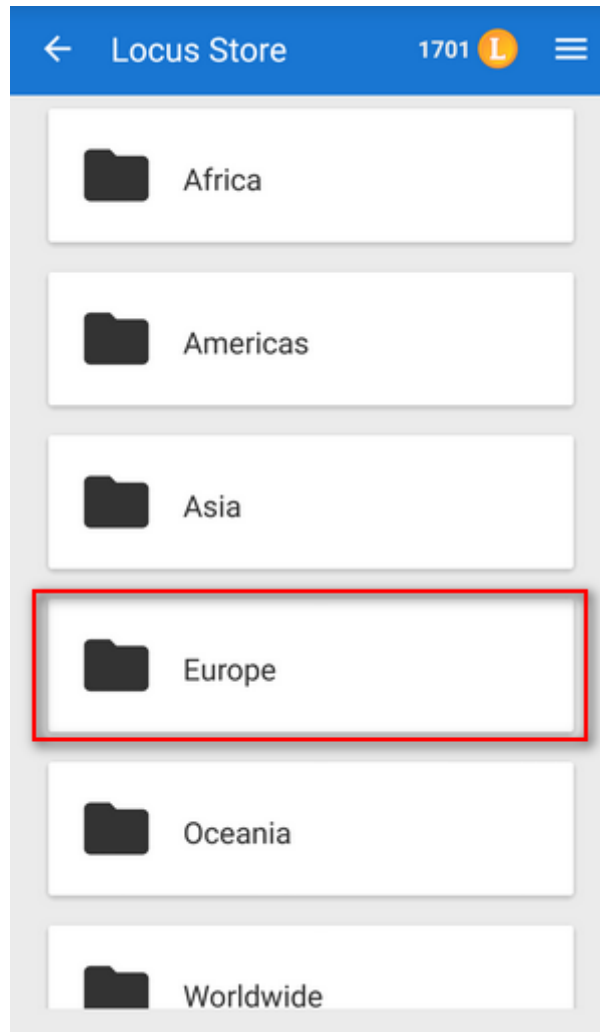 Locus Store 1701 L
Africa
Americas
Asia
Europe
Oceania
Worldwide